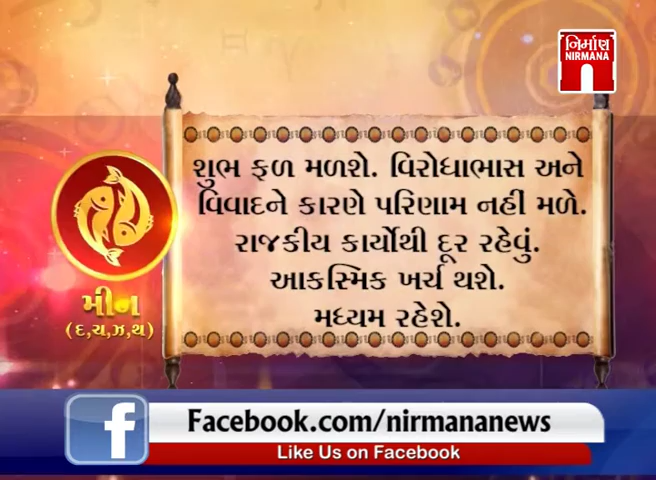 નિર્માણ
NIRMANA
શુભ ફળ મળશે. વિરોધાભાસ અને
વિવાદને કારણે પરિણામ નહીં મળે.
રાજકીય કાર્યોથી દૂર રહેવું.
આકસ્મિક ખર્ચ થશે.
મધ્યમ રહેશે.
મીન
(દ,ચ,ઝ,થ)
Facebook.com/nirmananews
Like Us on Facebook